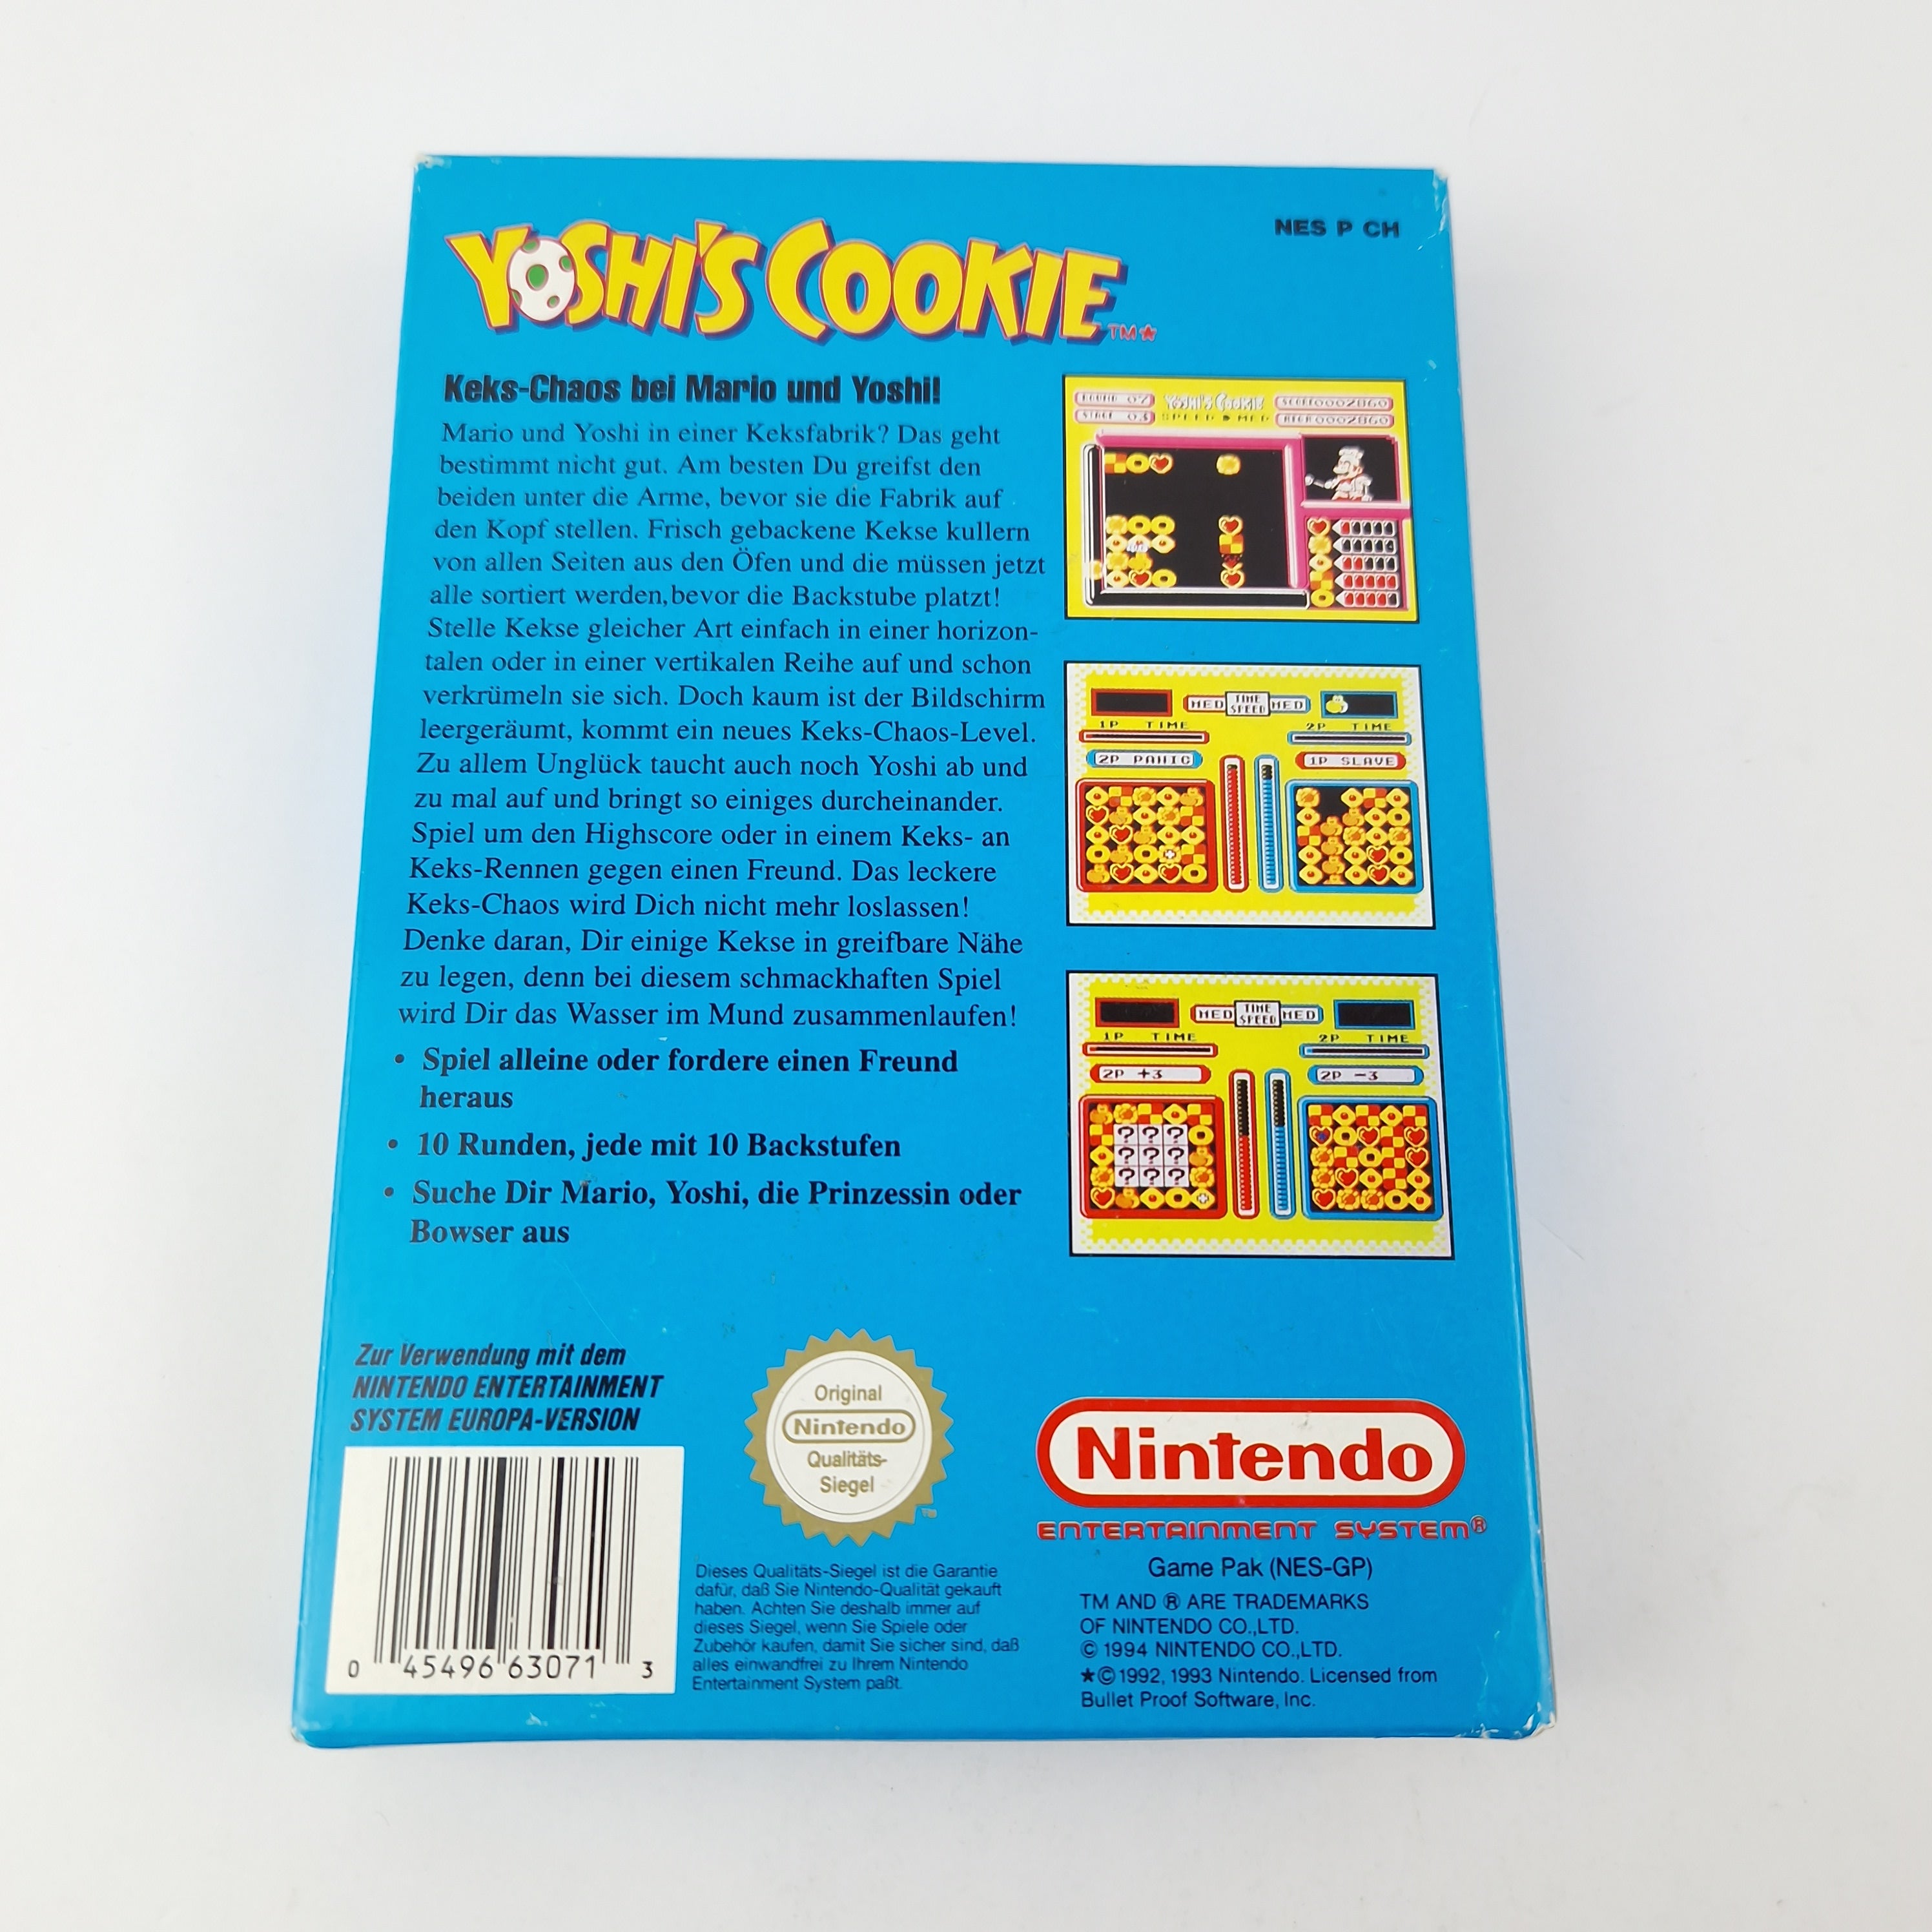 YOSHI'S COOKIE TM★
NES P CH
Keks-Chaos bei Mario und Yoshi!
Mario und Yoshi in einer Keksfabrik? Das geht
bestimmt nicht gut. Am besten Du greifst den
beiden unter die Arme, bevor sie die Fabrik auf
den Kopf stellen. Frisch gebackene Kekse kullern
von allen Seiten aus den Öfen und die müssen jetzt
alle sortiert werden,bevor die Backstube platzt!
Stelle Kekse gleicher Art einfach in einer horizon-
talen oder in einer vertikalen Reihe auf und schon
verkrümeln sie sich. Doch kaum ist der Bildschirm
leergeräumt, kommt ein neues Keks-Chaos-Level.
Zu allem Unglück taucht auch noch Yoshi ab und
zu mal auf und bringt so einiges durcheinander.
Spiel um den Highscore oder in einem Keks- an
Keks-Rennen gegen einen Freund. Das leckere
Keks-Chaos wird Dich nicht mehr loslassen!
Denke daran, Dir einige Kekse in greifbare Nähe
zu legen, denn bei diesem schmackhaften Spiel
wird Dir das Wasser im Mund zusammenlaufen!
• Spiel alleine oder fordere einen Freund
heraus
• 10 Runden, jede mit 10 Backstufen
• Suche Dir Mario, Yoshi, die Prinzessin oder
Bowser aus
ROUND 07 YOSHI'S COOKIE SCORE0002860
STAGE 03 SPEED ▶ MED HIGH0002860
MED TIME SPEED MED
1P TIME 2P TIME
2P PANIC 1P SLAVE
MED TIME SPEED MED
1P TIME 2P TIME
2P +3 2P -3
? ? ?
? ? ?
? ? ?
Zur Verwendung mit dem
NINTENDO ENTERTAINMENT
SYSTEM EUROPA-VERSION
0 45496 63071 3
Original
Nintendo
Qualitäts-
Siegel
Dieses Qualitäts-Siegel ist die Garantie
dafür, daß Sie Nintendo-Qualität gekauft
haben. Achten Sie deshalb immer auf
dieses Siegel, wenn Sie Spiele oder
Zubehör kaufen, damit Sie sicher sind, daß
alles einwandfrei zu Ihrem Nintendo
Entertainment System paßt.
Nintendo
ENTERTAINMENT SYSTEM®
Game Pak (NES-GP)
TM AND ® ARE TRADEMARKS
OF NINTENDO CO.,LTD.
© 1994 NINTENDO CO.,LTD.
★©1992, 1993 Nintendo. Licensed from
Bullet Proof Software, Inc.